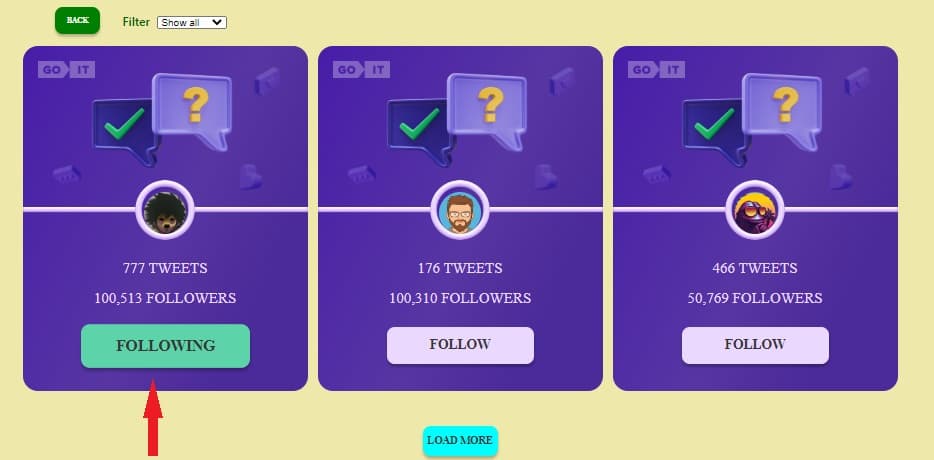 BACK
Filter Show all
GO IT
GO IT
GO IT
?
?
?
777 TWEETS
176 TWEETS
466 TWEETS
100,513 FOLLOWERS
100,310 FOLLOWERS
50,769 FOLLOWERS
FOLLOWING
FOLLOW
FOLLOW
LOAD MORE